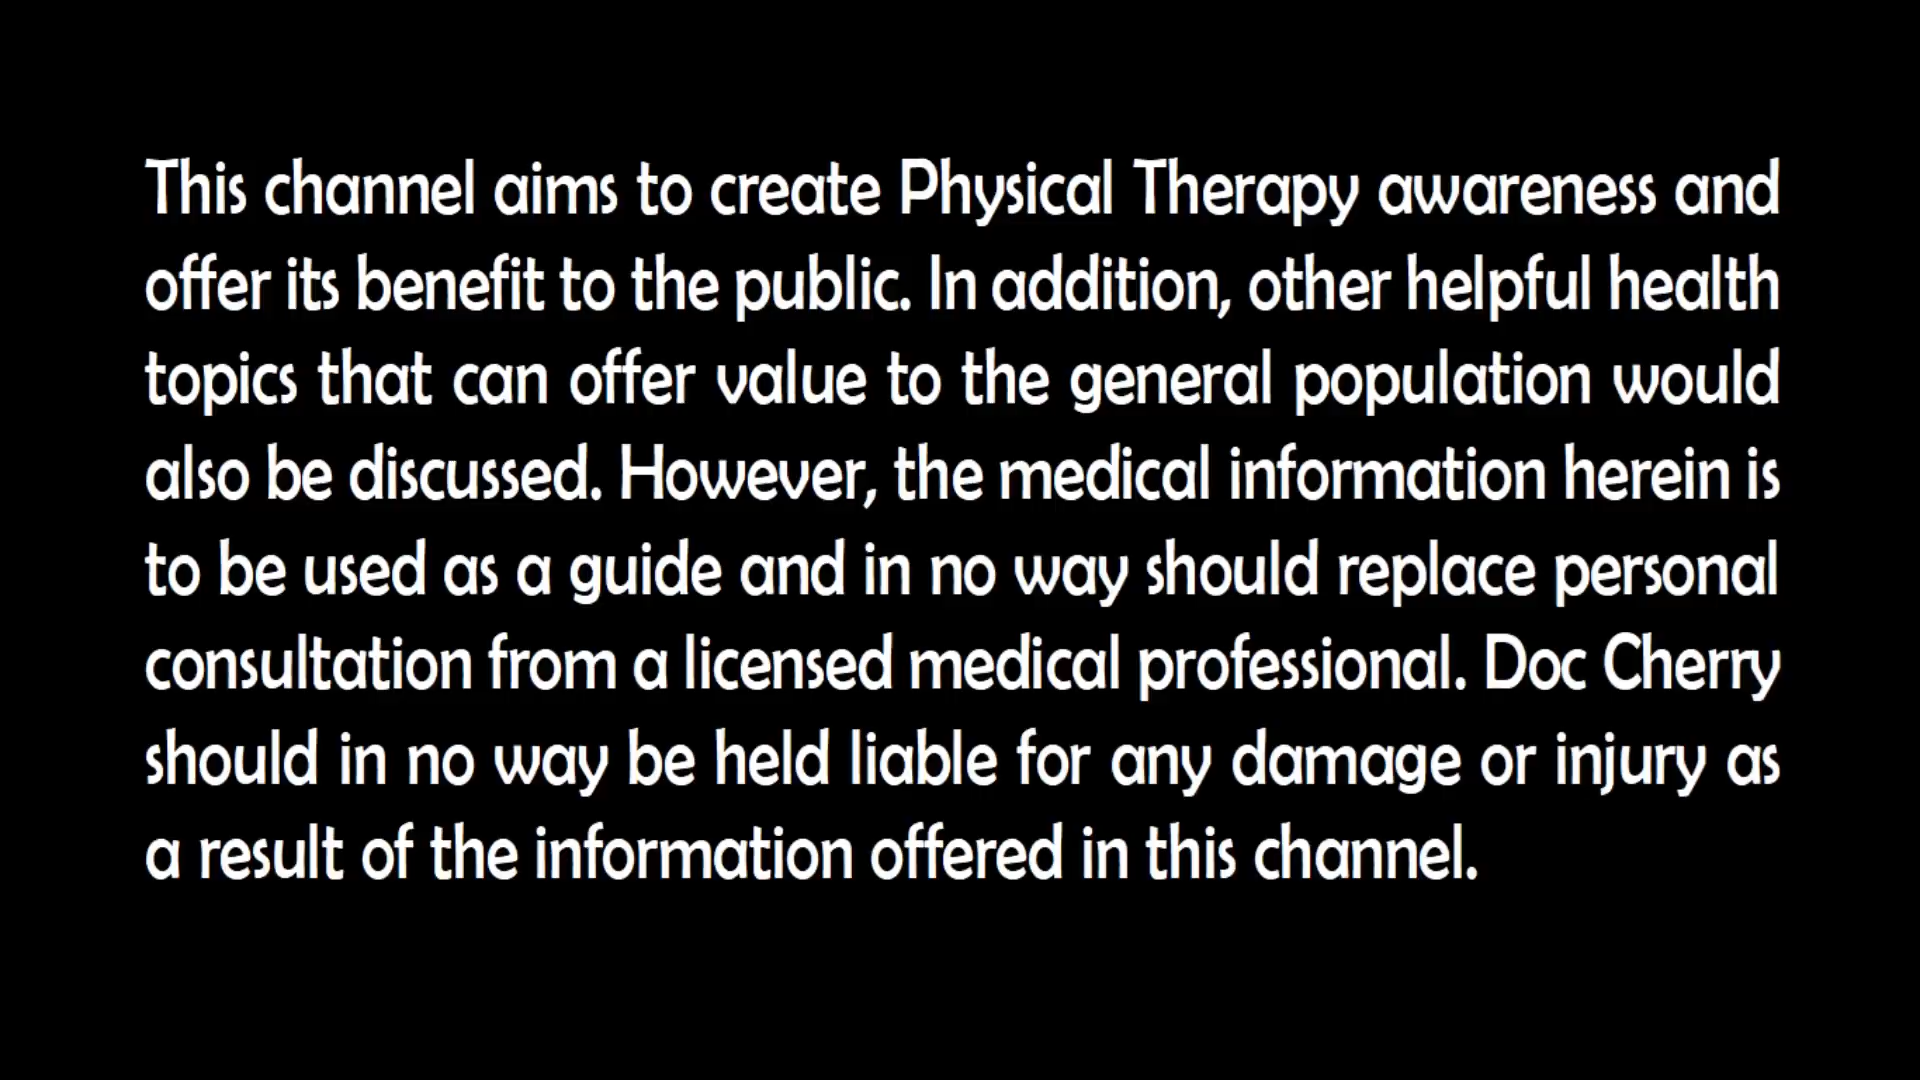 This channel aims to create Physical Therapy awareness and
offer its benefit to the public. In addition, other helpful health
topics that can offer value to the general population would
also be discussed. However, the medical information herein is
to be used as a guide and in no way should replace personal
consultation from a licensed medical professional. Doc Cherry
should in no way be held liable for any damage or injury as
a result of the information offered in this channel.